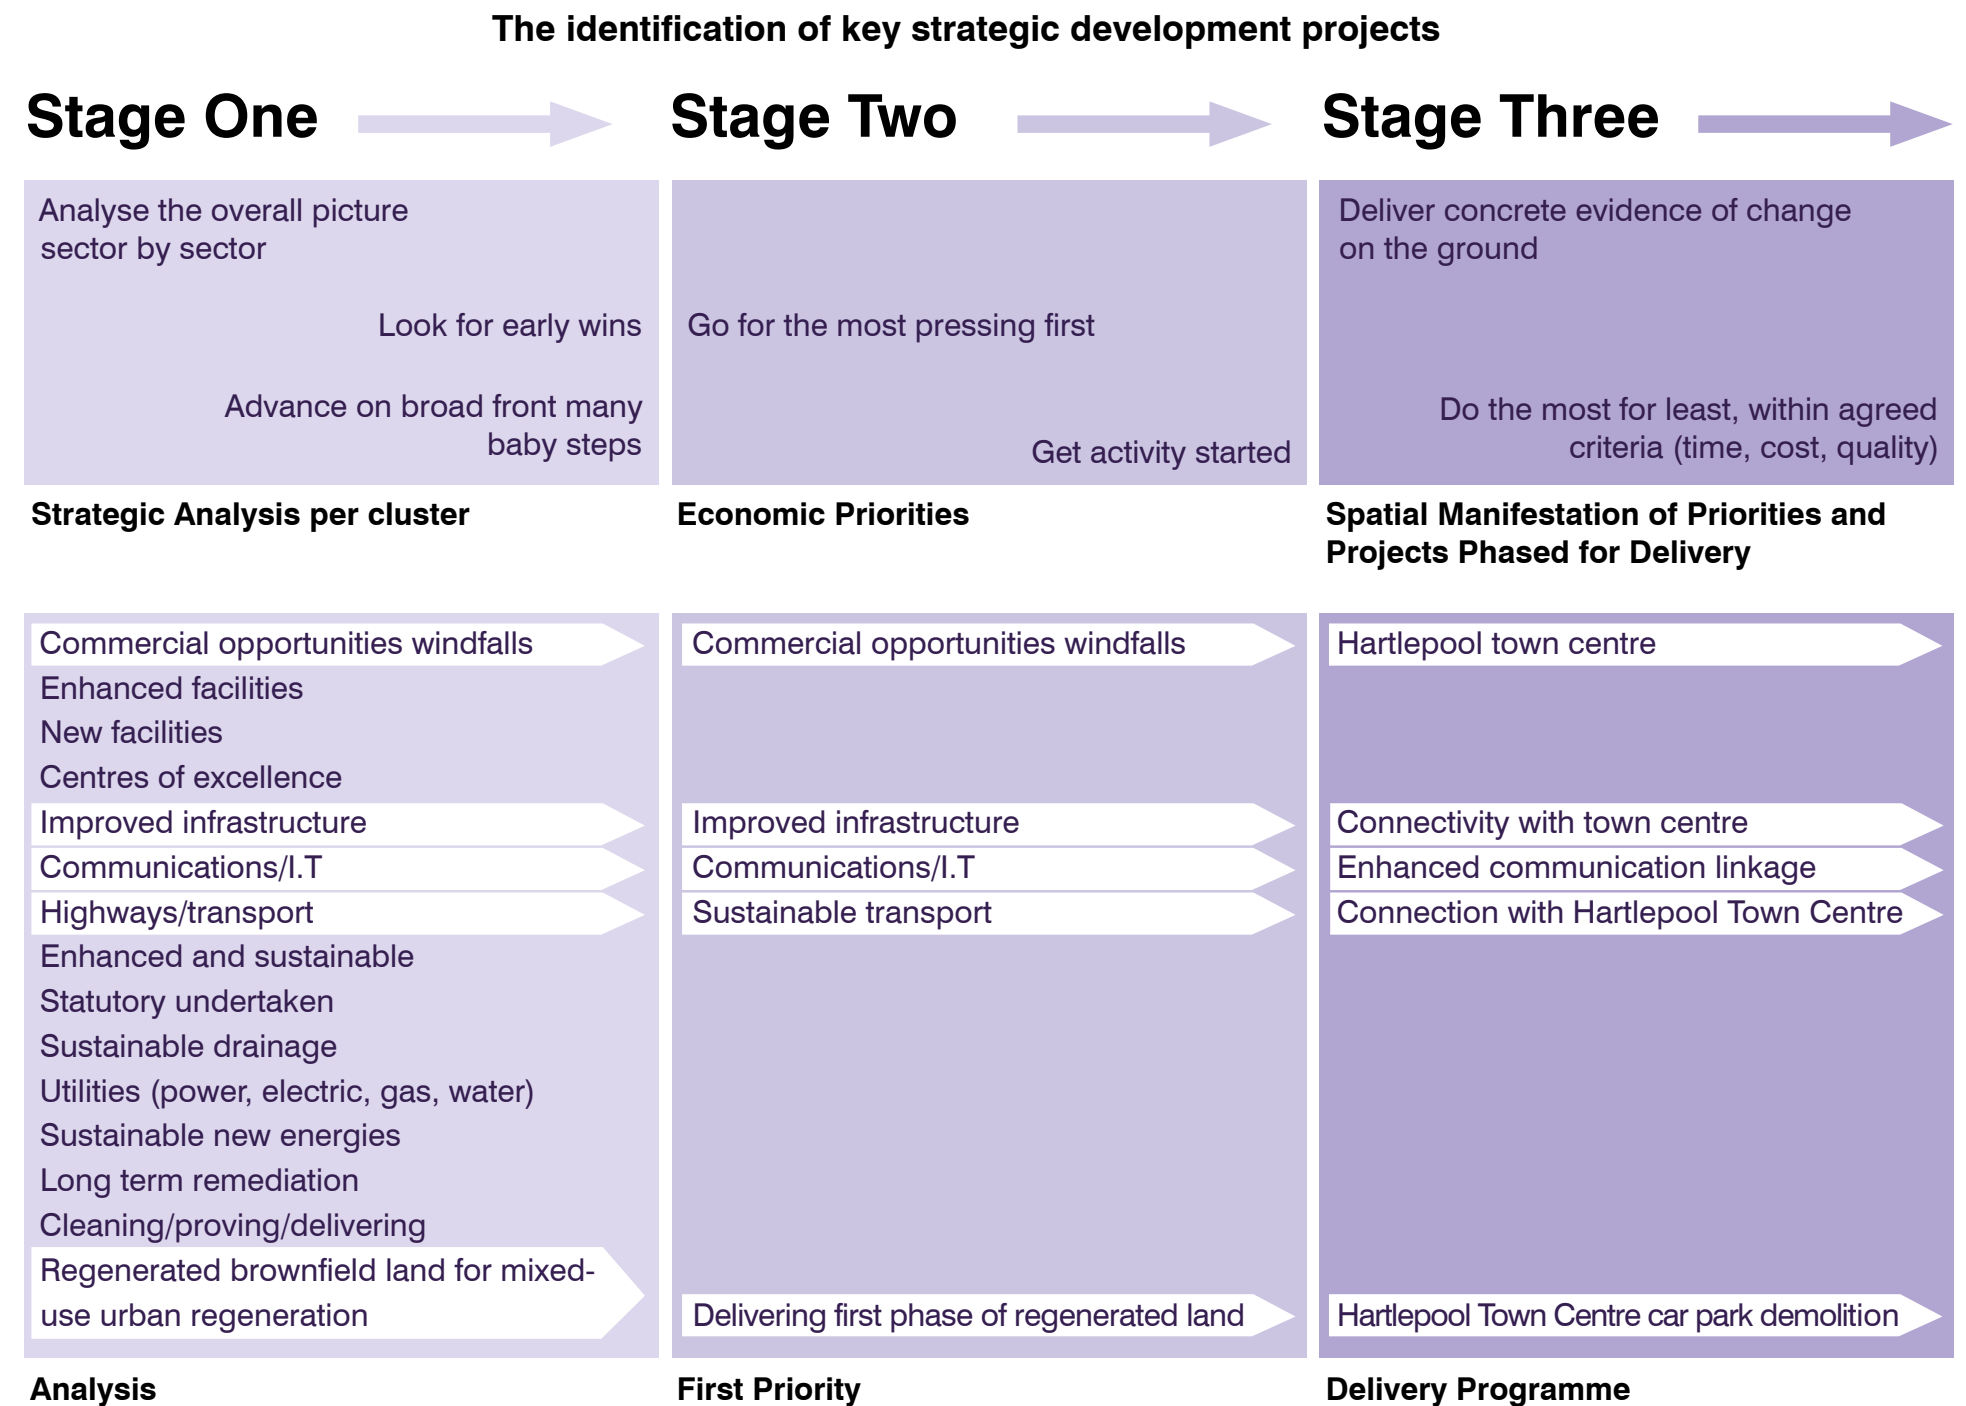 The identification of key strategic development projects
Stage One
Stage Two
Stage Three
Analyse the overall picture
sector by sector
Look for early wins
Advance on broad front many
baby steps
Go for the most pressing first
Get activity started
Deliver concrete evidence of change
on the ground
Do the most for least, within agreed
criteria (time, cost, quality)
Strategic Analysis per cluster
Economic Priorities
Spatial Manifestation of Priorities and
Projects Phased for Delivery
Commercial opportunities windfalls
Enhanced facilities
New facilities
Centres of excellence
Improved infrastructure
Communications/I.T
Highways/transport
Enhanced and sustainable
Statutory undertaken
Sustainable drainage
Utilities (power, electric, gas, water)
Sustainable new energies
Long term remediation
Cleaning/proving/delivering
Regenerated brownfield land for mixed-
use urban regeneration
Commercial opportunities windfalls
Improved infrastructure
Communications/I.T
Sustainable transport
Delivering first phase of regenerated land
Hartlepool town centre
Connectivity with town centre
Enhanced communication linkage
Connection with Hartlepool Town Centre
Hartlepool Town Centre car park demolition
Analysis
First Priority
Delivery Programme